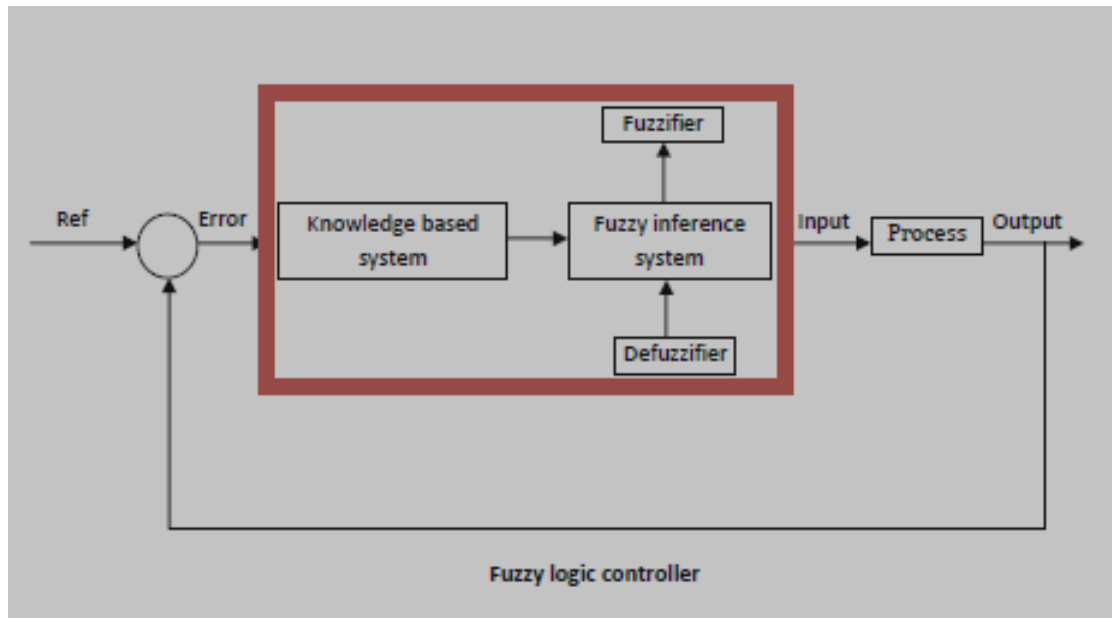 Fuzzifier
Ref
Error
Knowledge based
system
Fuzzy inference
system
Input
Process
Output
Defuzzifier
Fuzzy logic controller